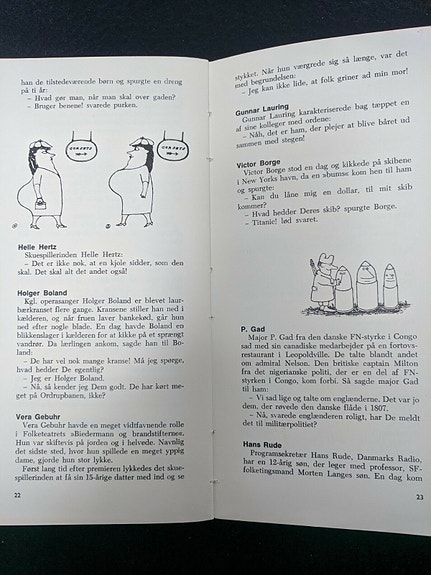 han de tilstedeværende børn og spurgte en dreng
på ti år:
– Hvad gør man, når man skal over gaden?
– Bruger benene! svarede purken.
Helle Hertz
Skuespillerinden Helle Hertz:
– Det er ikke nok, at en kjole sidder, som den
skal. Det skal alt det andet også!
Holger Boland
Kgl. operasanger Holger Boland er blevet laur-
bærkranset flere gange. Kransene stiller han ned i
kælderen, og når fruen laver bankekød, går hun
ned efter nogle blade. En dag havde Boland en
blikkenslager i kælderen for at kikke på et sprængt
vandrør. Da lærlingen ankom, sagde han til Bo-
land:
– De har vel nok mange kranse! Må jeg spørge,
hvad hedder De egentlig?
– Jeg er Holger Boland.
– Nå, så kender jeg Dem godt. De har kørt me-
get på Ordrupbanen, ikke?
Vera Gebuhr
Vera Gebuhr havde en meget vidtfavnende rolle
i Folketeatrets »Biedermann og brandstifterne«.
Hun var skiftevis på jorden og i helvede. Navnlig
det sidste sted, hvor hun spillede en meget yppig
dame, gjorde hun stor lykke.
Først lang tid efter premieren lykkedes det skue-
spillerinden at få sin 15-årige datter med ind og se
22
stykket. Når hun værgrede sig så længe, var det
med begrundelsen:
– Jeg kan ikke lide, at folk griner ad min mor!
Gunnar Lauring
Gunnar Lauring karakteriserede bag tæppet en
af sine kolleger med ordene:
– Nåh, det er ham, der plejer at blive båret ud
sammen med stegen!
Victor Borge
Victor Borge stod en dag og kikkede på skibene
i New Yorks havn, da en »bums« kom hen til ham
og spurgte:
– Kan du låne mig en dollar, til mit skib
kommer?
– Hvad hedder Deres skib? spurgte Borge.
– Titanic! lød svaret.
P. Gad
Major P. Gad fra den danske FN-styrke i Congo
sad med sin canadiske medarbejder på en fortovs-
restaurant i Leopoldville. De talte blandt andet
om admiral Nelson. Den britiske captain Milton
fra det nigerianske politi, der er en del af FN-
styrken i Congo, kom forbi. Så sagde major Gad
til ham:
– Vi sad lige og talte om englænderne. Det var jo
dem, der røvede den danske flåde i 1807.
– Nå, svarede englænderen roligt, har De meldt
det til militærpolitiet?
Hans Rude
Programsekretær Hans Rude, Danmarks Radio,
har en 12-årig søn, der leger med professor, SF-
folketingsmand Morten Langes søn. En dag kom
23